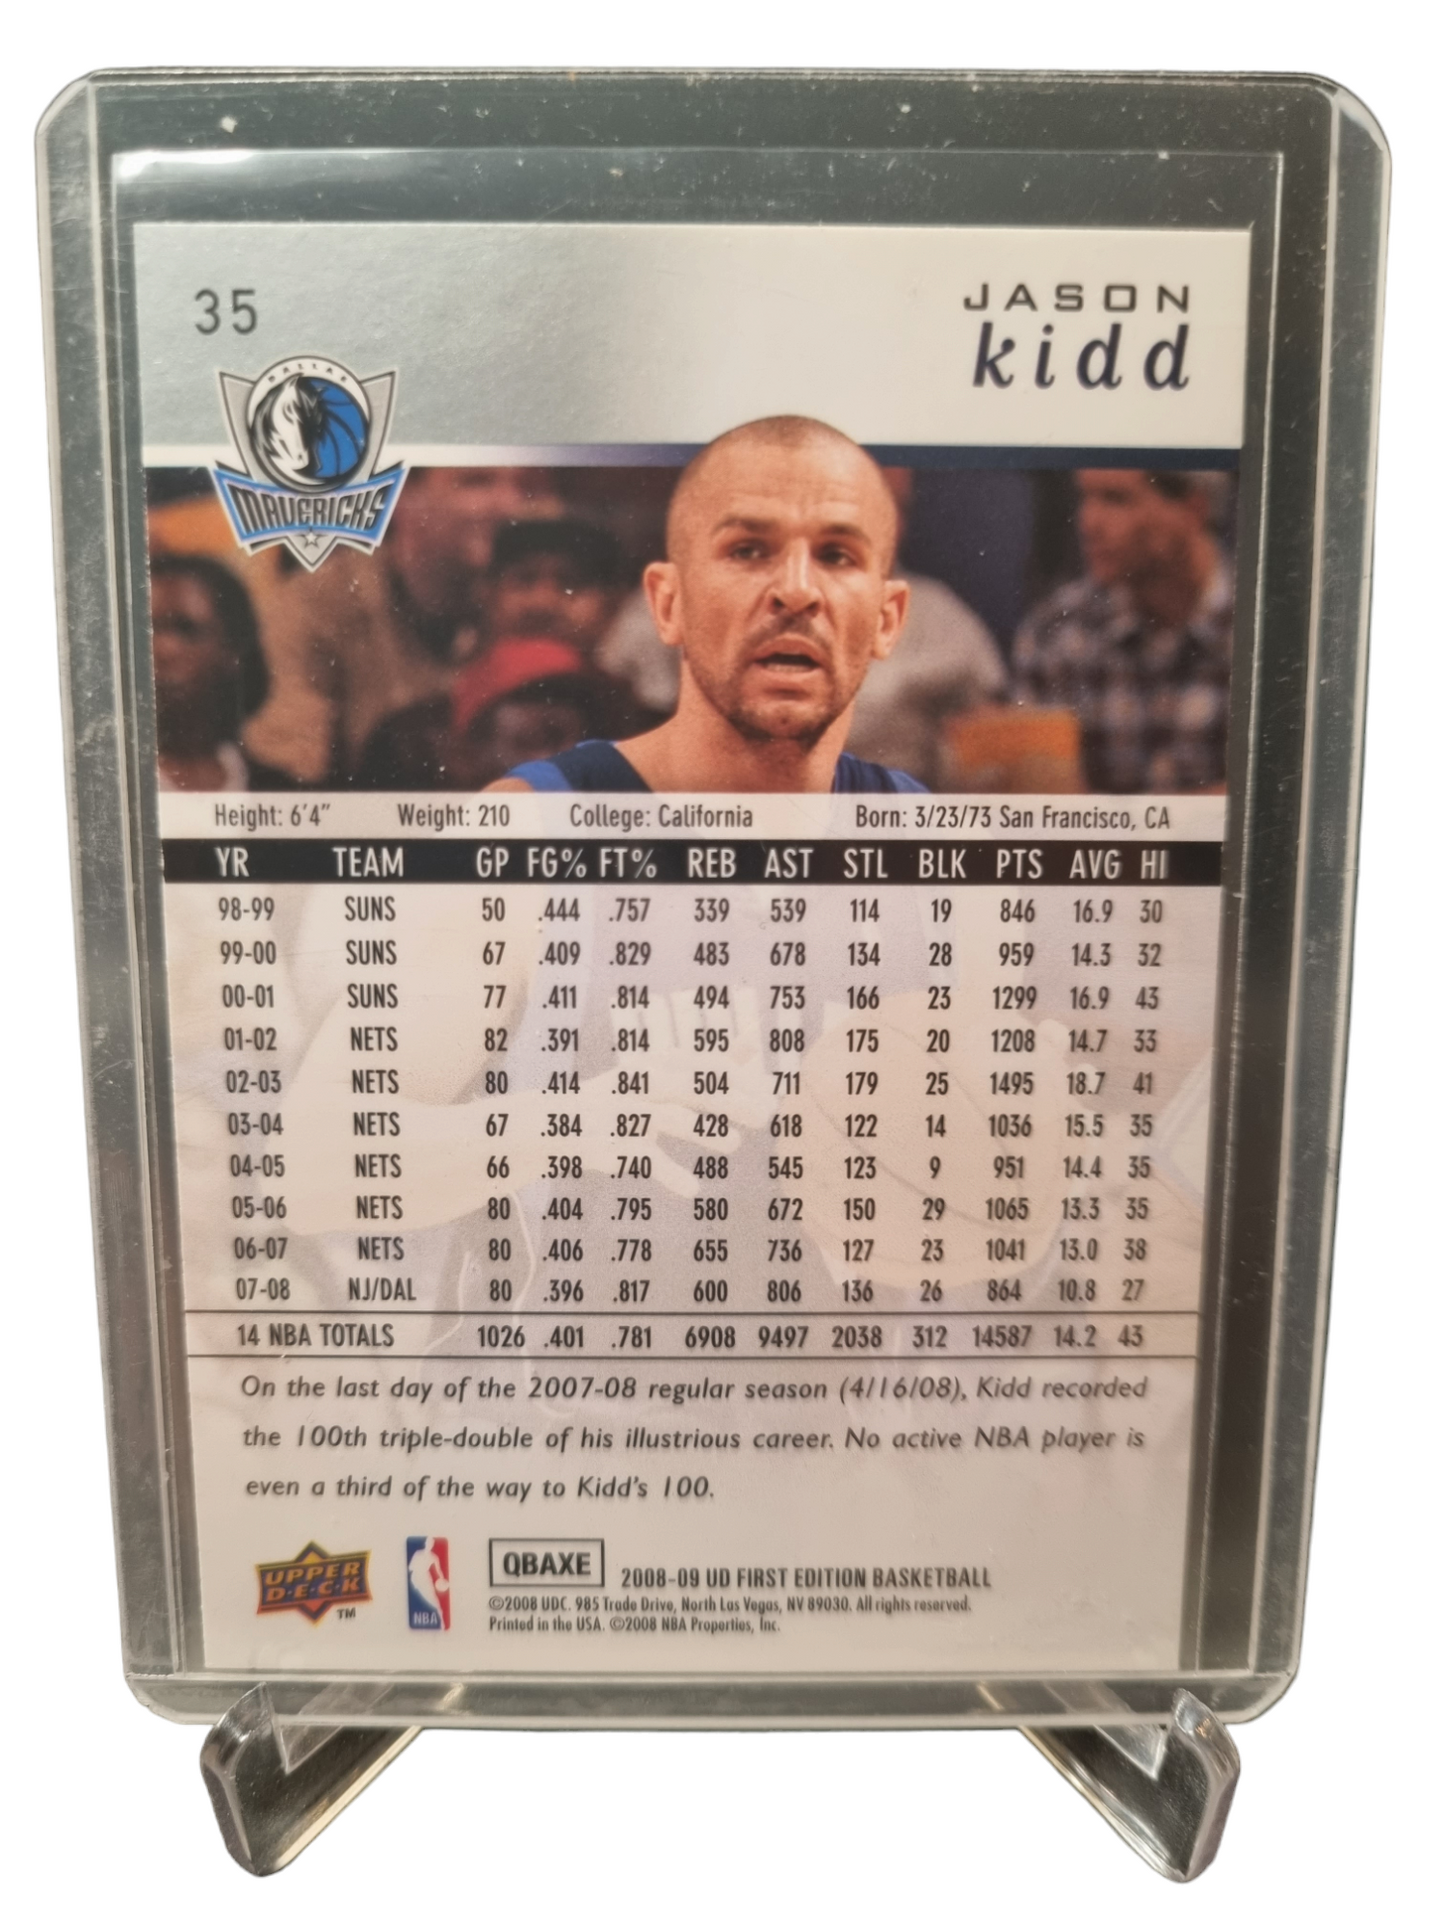 35
JASON
kidd
DALLAS
MAVERICKS
Height: 6'4" Weight: 210 College: California Born: 3/23/73 San Francisco, CA
YR TEAM GP FG% FT% REB AST STL BLK PTS AVG HI
98-99 SUNS 50 .444 .757 339 539 114 19 846 16.9 30
99-00 SUNS 67 .409 .829 483 678 134 28 959 14.3 32
00-01 SUNS 77 .411 .814 494 753 166 23 1299 16.9 43
01-02 NETS 82 .391 .814 595 808 175 20 1208 14.7 33
02-03 NETS 80 .414 .841 504 711 179 25 1495 18.7 41
03-04 NETS 67 .384 .827 428 618 122 14 1036 15.5 35
04-05 NETS 66 .398 .740 488 545 123 9 951 14.4 35
05-06 NETS 80 .404 .795 580 672 150 29 1065 13.3 35
06-07 NETS 80 .406 .778 655 736 127 23 1041 13.0 38
07-08 NJ/DAL 80 .396 .817 600 806 136 26 864 10.8 27
14 NBA TOTALS 1026 .401 .781 6908 9497 2038 312 14587 14.2 43
On the last day of the 2007-08 regular season (4/16/08), Kidd recorded
the 100th triple-double of his illustrious career. No active NBA player is
even a third of the way to Kidd's 100.
UPPER
D·E·C·K
TM
NBA
QBAXE 2008-09 UD FIRST EDITION BASKETBALL
©2008 UDC. 985 Trade Drive, North Las Vegas, NV 89030. All rights reserved.
Printed in the USA. ©2008 NBA Properties, Inc.